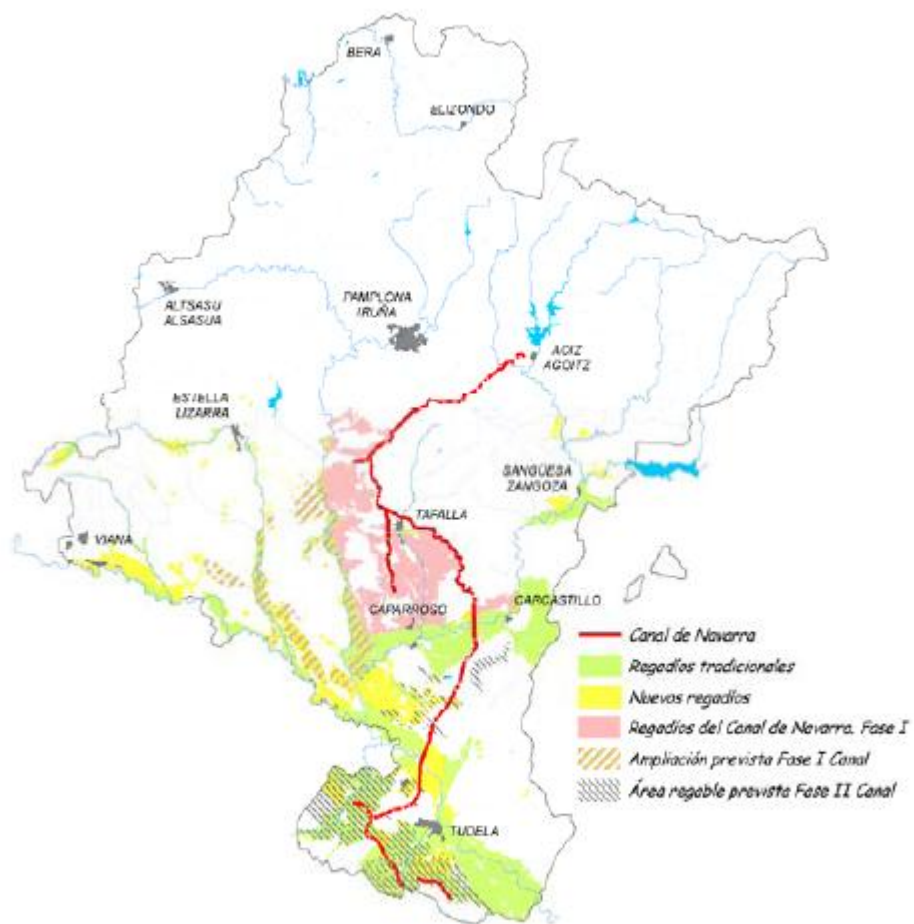 BERA
ELIZONDO
ALTSASU
ALSASUA
PAMPLONA
IRUÑA
AOIZ
AGOITZ
ESTELLA
LIZARRA
SANGÜESA
ZANGOZA
TAFALLA
VIANA
CAPARROSO
CARCASTILLO
Canal de Navarra
Regadíos tradicionales
Nuevos regadíos
Regadíos del Canal de Navarra. Fase I
Ampliación prevista Fase I Canal
Área regable prevista Fase II Canal
TUDELA